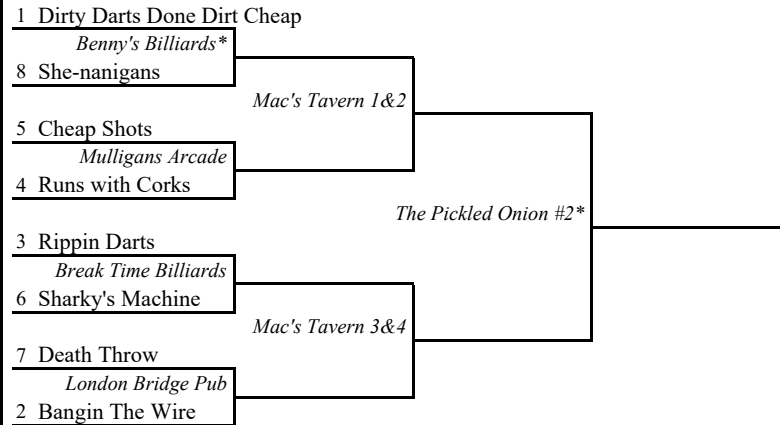 1 Dirty Darts Done Dirt Cheap
Benny's Billiards*
8 She-nanigans
Mac's Tavern 1&2
5 Cheap Shots
Mulligans Arcade
4 Runs with Corks
The Pickled Onion #2*
3 Rippin Darts
Break Time Billiards
6 Sharky's Machine
Mac's Tavern 3&4
7 Death Throw
London Bridge Pub
2 Bangin The Wire